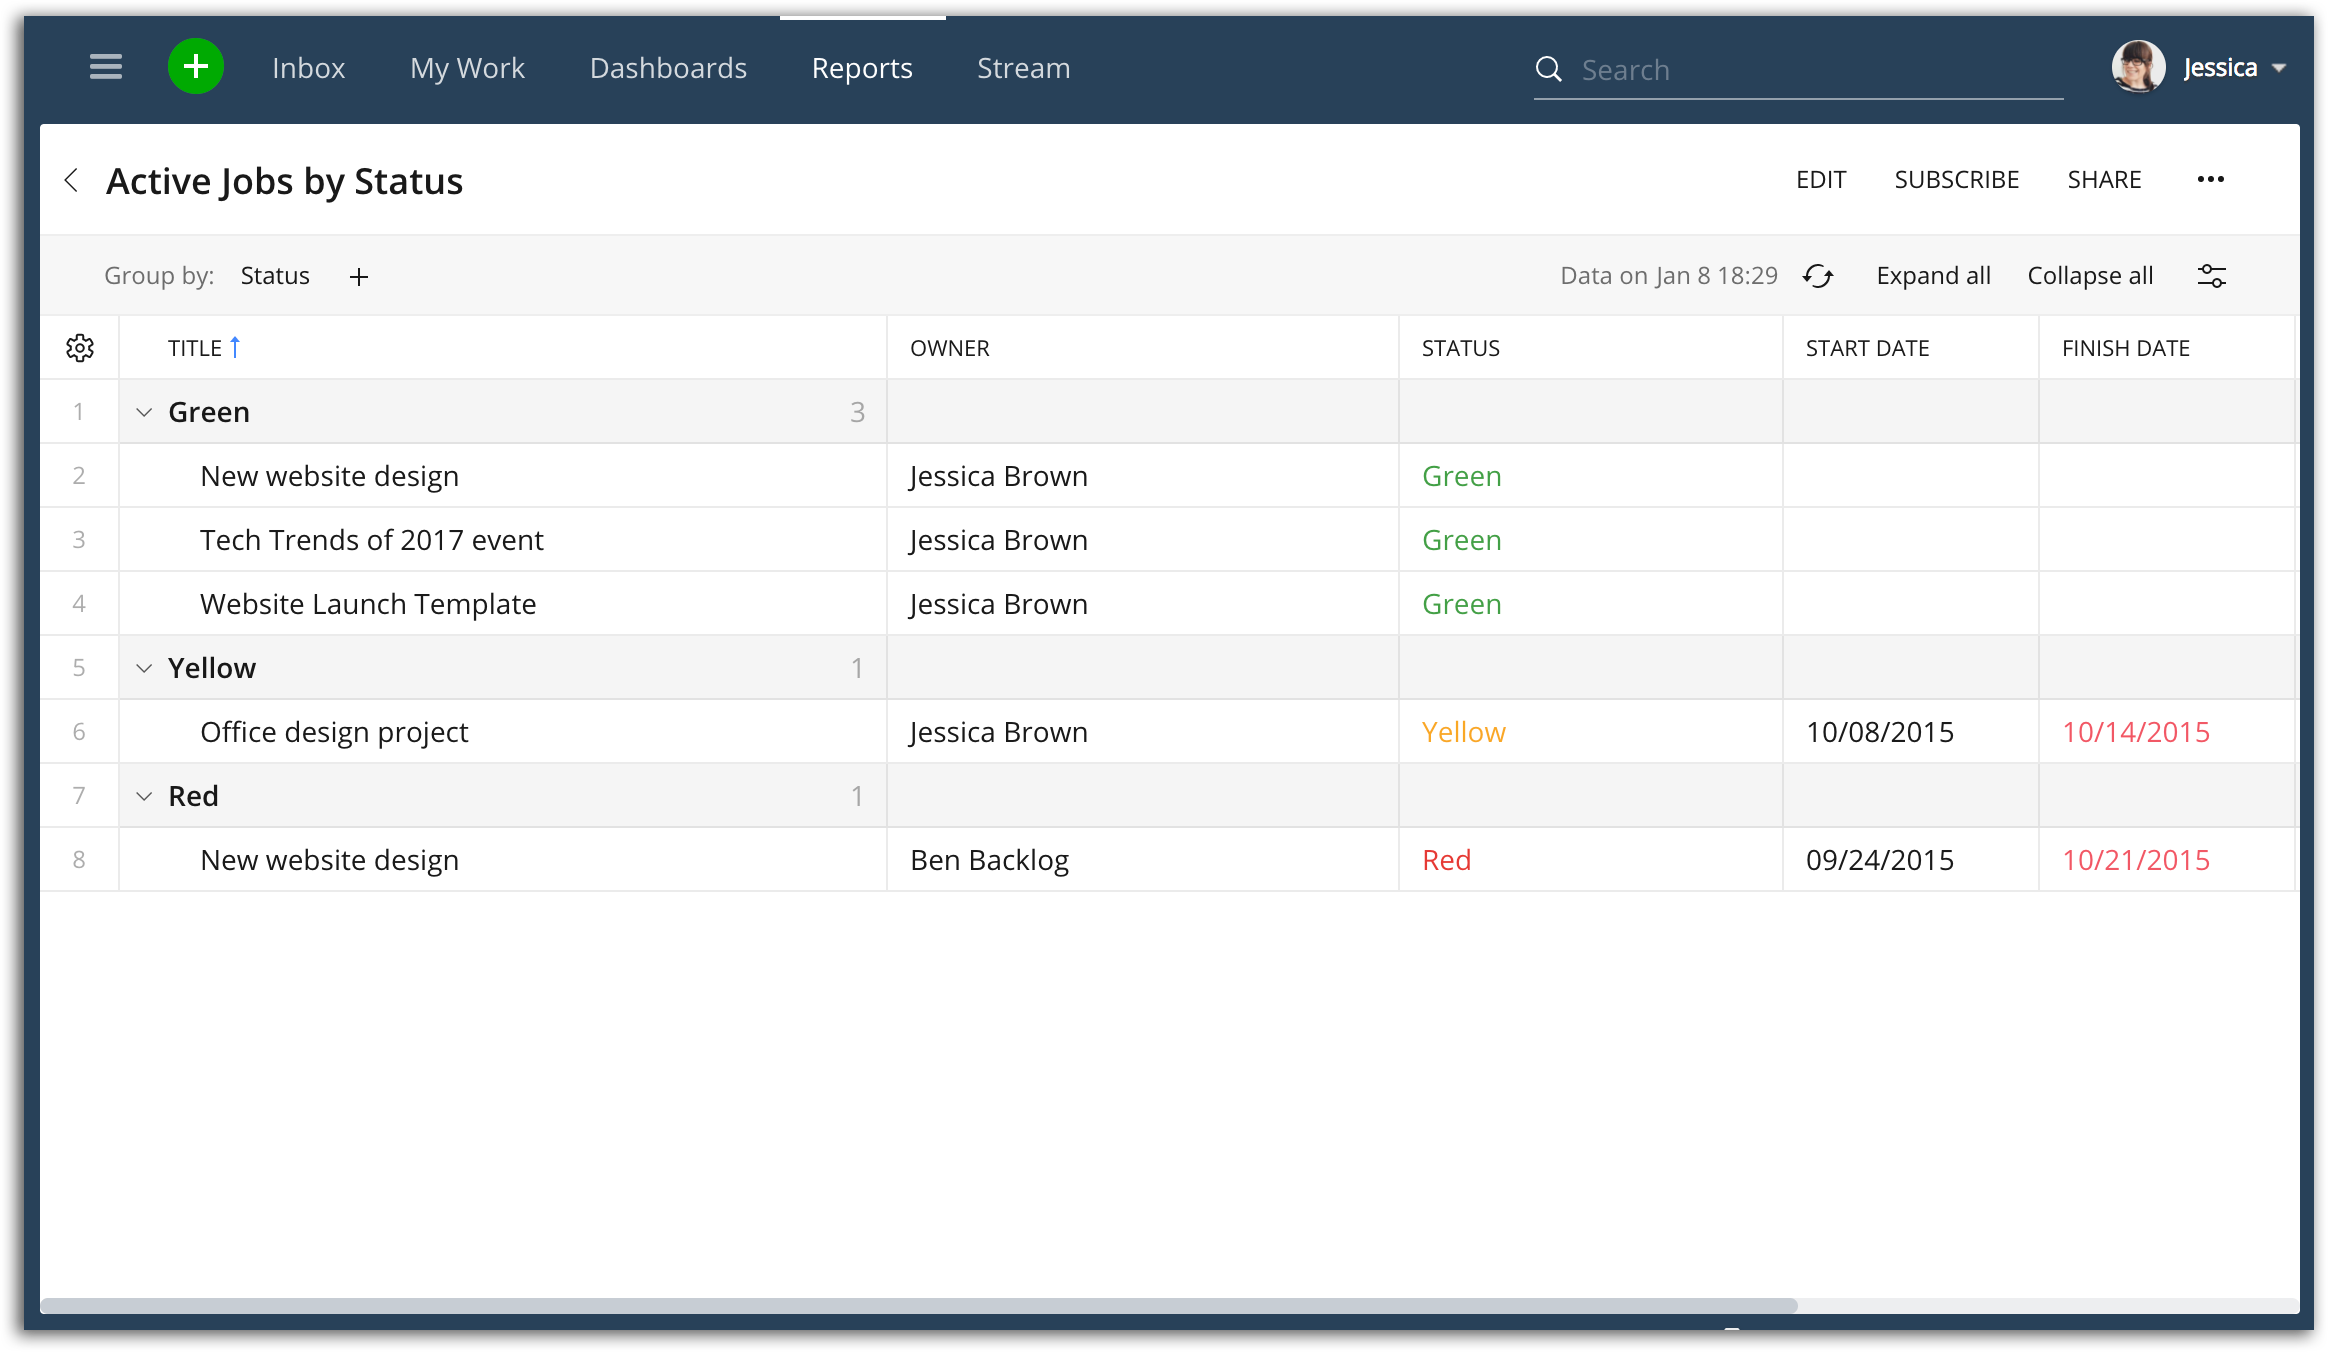 Inbox My Work Dashboards Reports Stream Search Jessica
Active Jobs by Status EDIT SUBSCRIBE SHARE
Group by: Status + Data on Jan 8 18:29 Expand all Collapse all
TITLE OWNER STATUS START DATE FINISH DATE
1 Green 3
2 New website design Jessica Brown Green
3 Tech Trends of 2017 event Jessica Brown Green
4 Website Launch Template Jessica Brown Green
5 Yellow 1
6 Office design project Jessica Brown Yellow 10/08/2015 10/14/2015
7 Red 1
8 New website design Ben Backlog Red 09/24/2015 10/21/2015